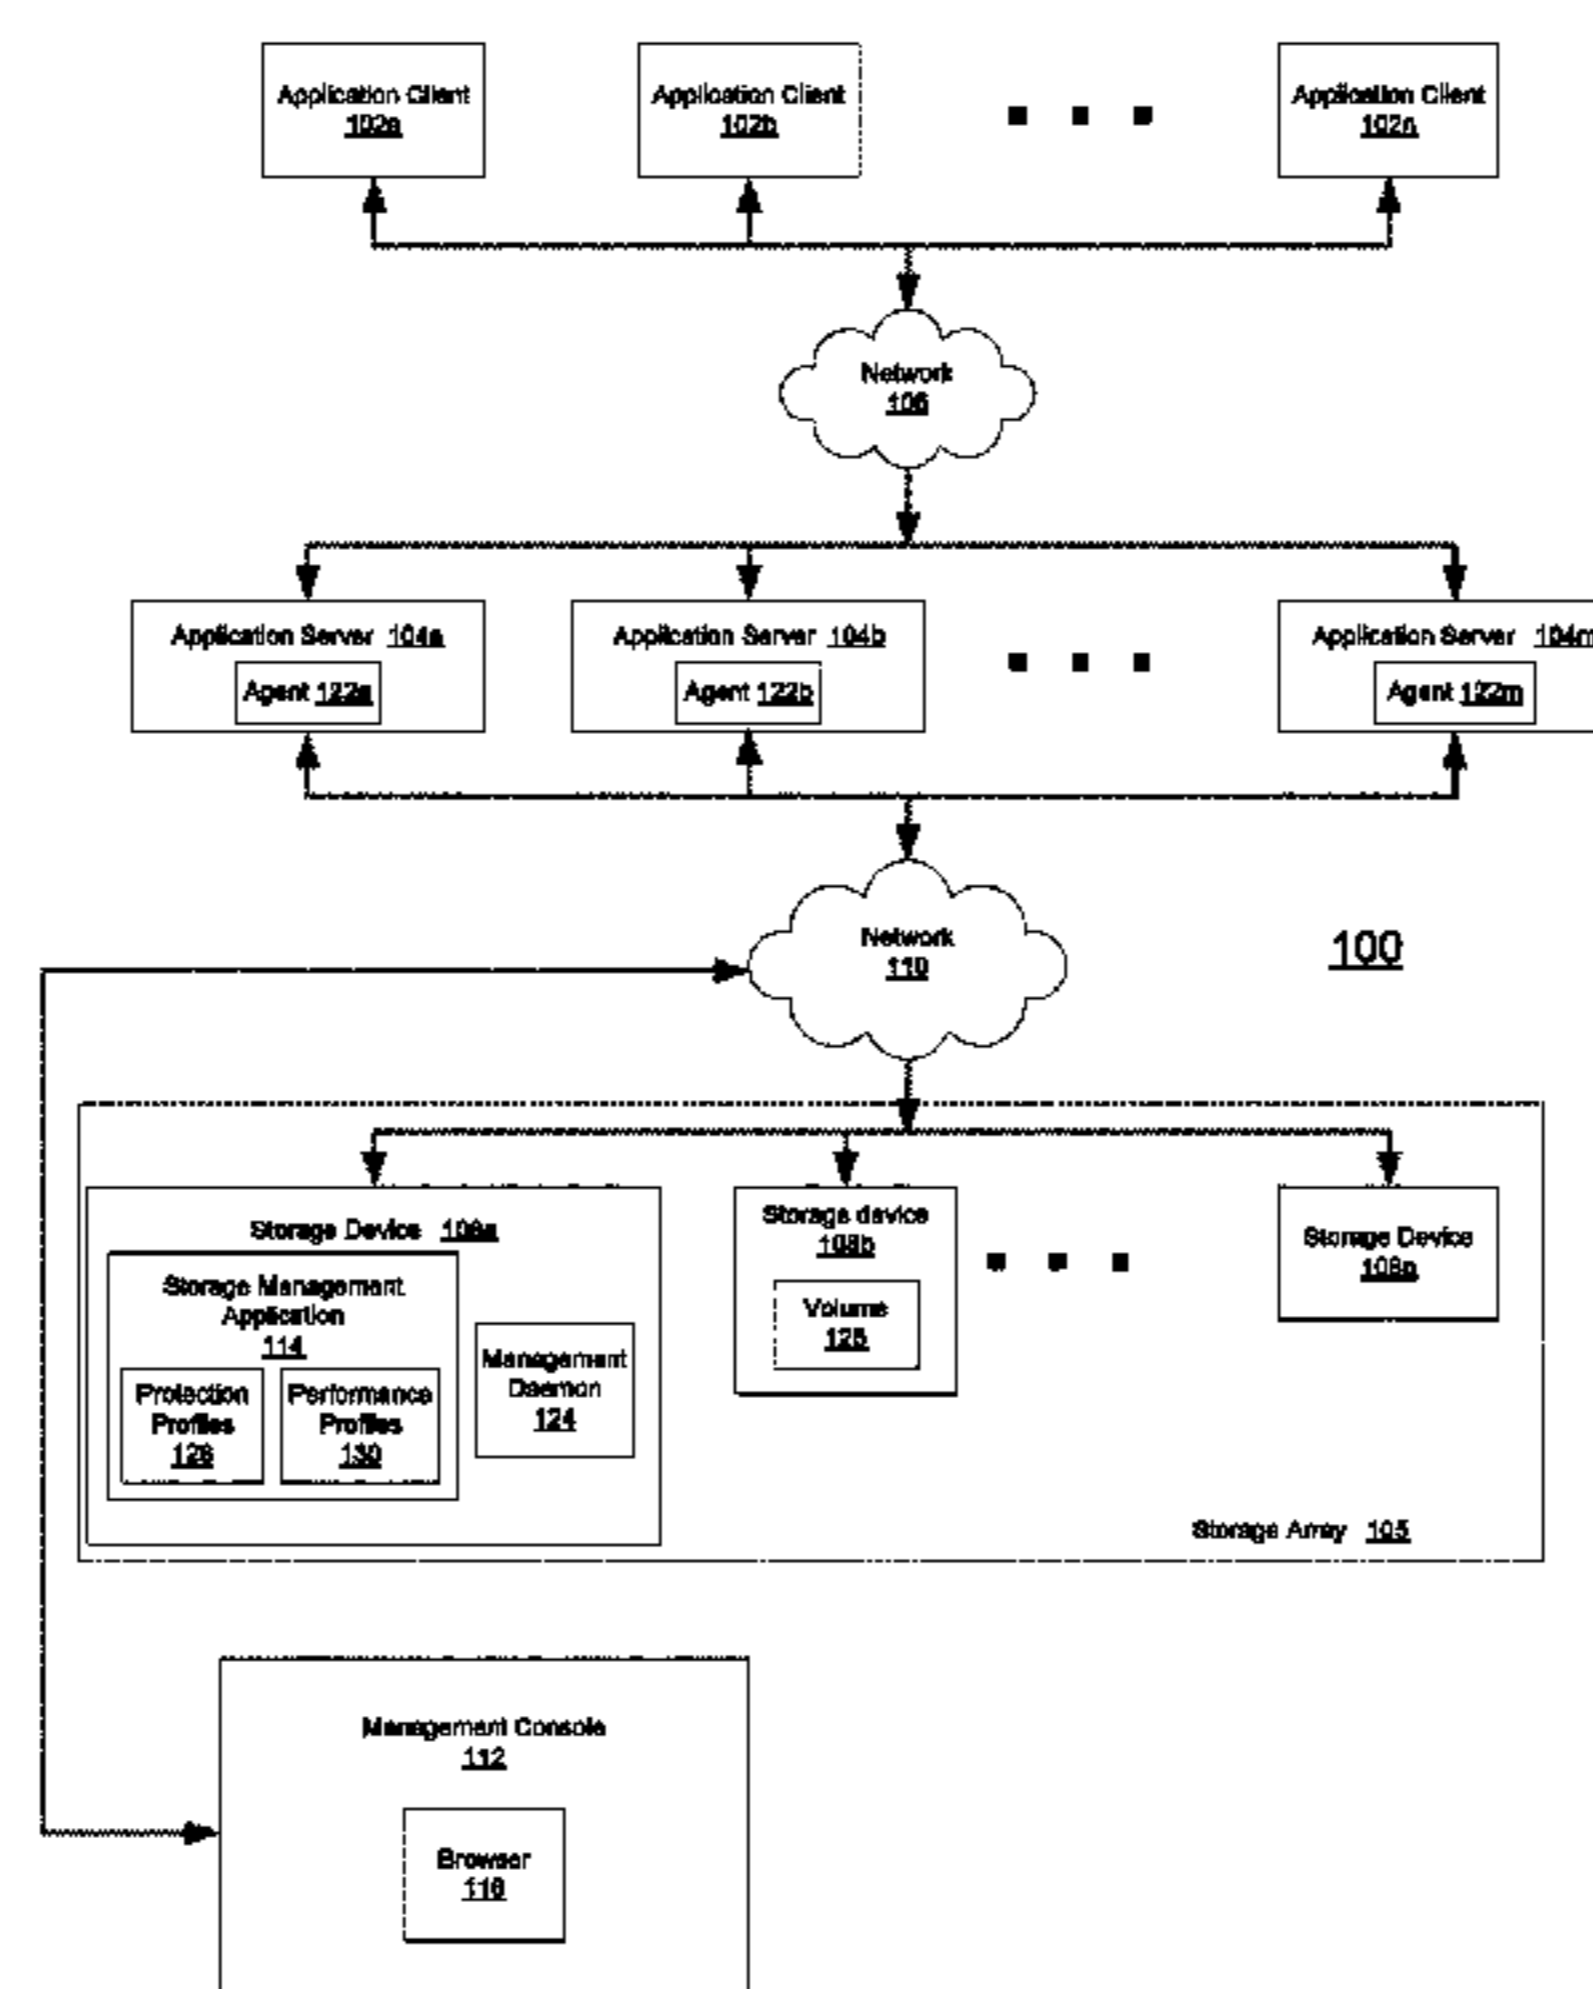 Application Client
102a
Application Client
102b
Application Client
102n
Network
106
Application Server 104a
Agent 122a
Application Server 104b
Agent 122b
Application Server 104m
Agent 122m
Network
110
100
Storage Device 108a
Storage Management
Application
114
Protection
Profiles
128
Performance
Profiles
130
Management
Daemon
124
Storage device
108b
Volume
Storage Device
Storage Array 105
Management Console
112
Browser